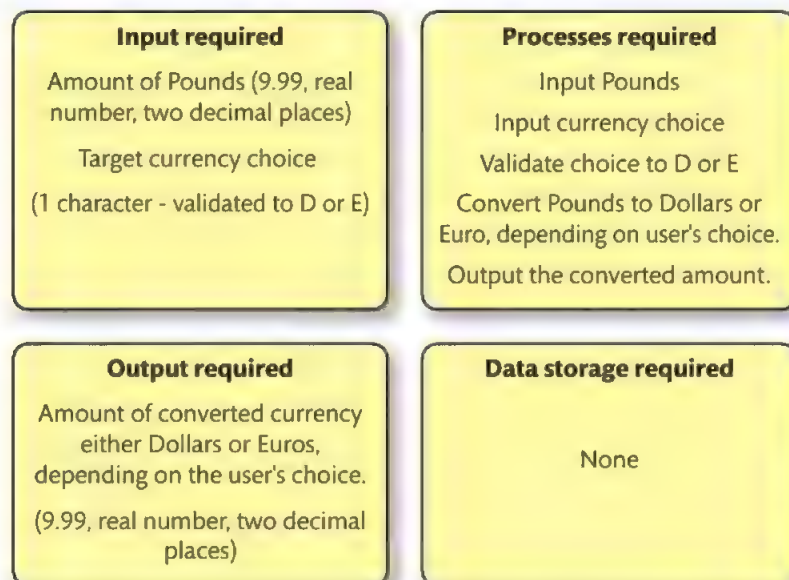 Input required
Amount of Pounds (9.99, real
number, two decimal places)
Target currency choice
(1 character - validated to D or E)
Processes required
Input Pounds
Input currency choice
Validate choice to D or E
Convert Pounds to Dollars or
Euro, depending on user's choice.
Output the converted amount.
Output required
Amount of converted currency
either Dollars or Euros,
depending on the user's choice.
(9.99, real number, two decimal
places)
Data storage required
None